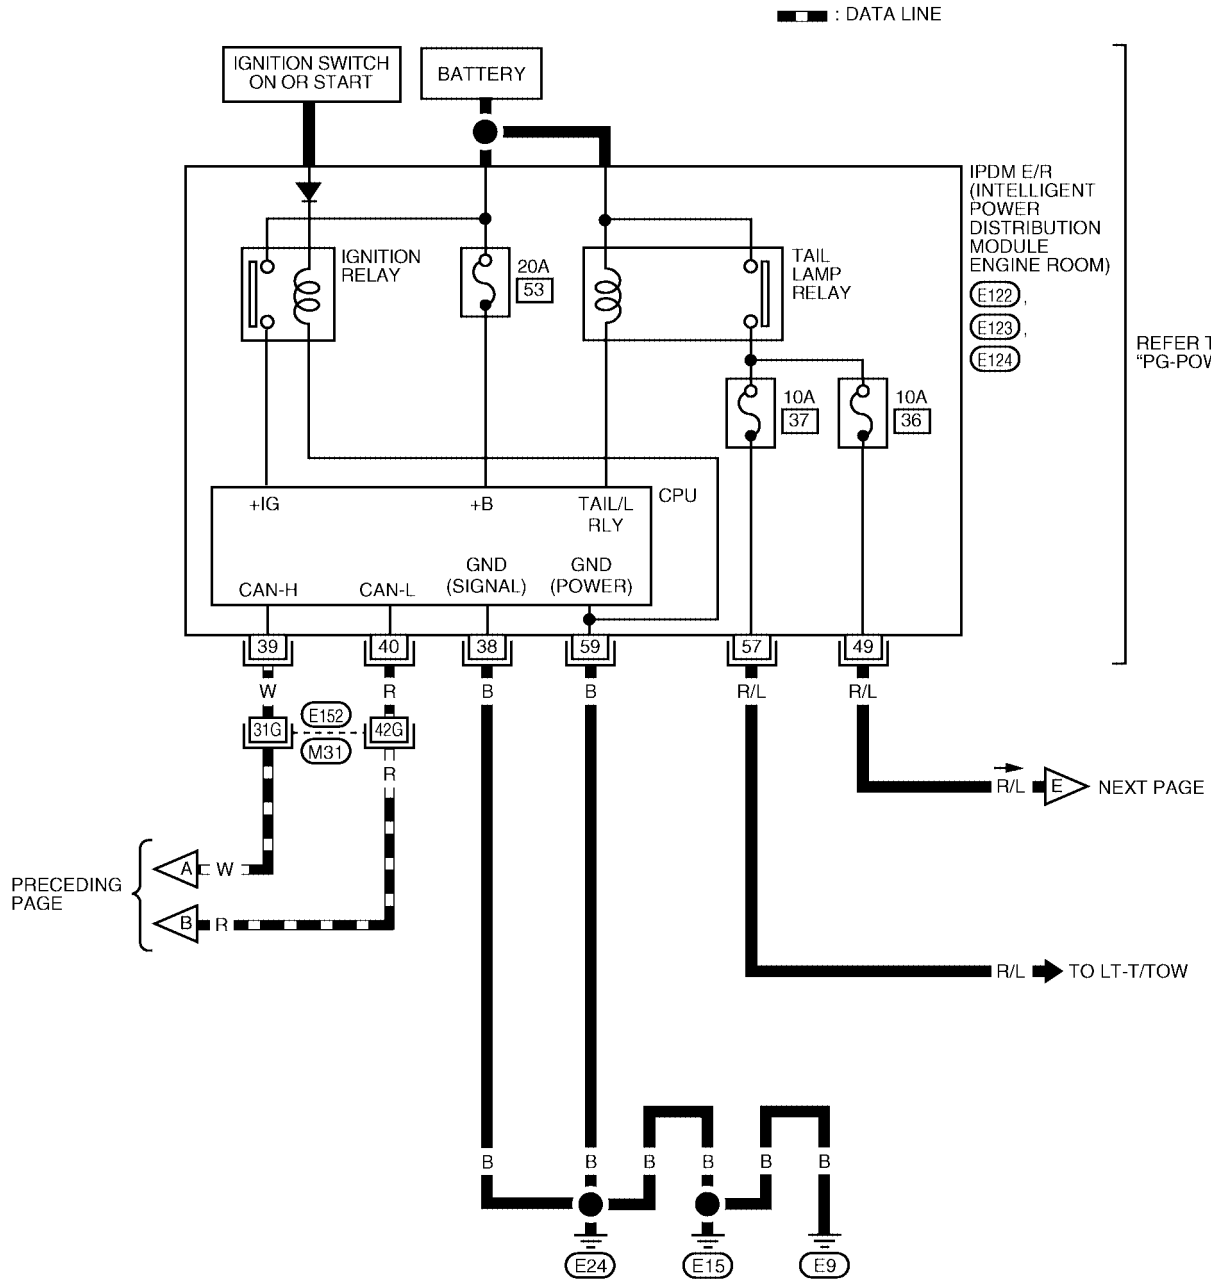 : DATA LINE
IGNITION SWITCH
ON OR START
BATTERY
IPDM E/R
(INTELLIGENT
POWER
DISTRIBUTION
MODULE
ENGINE ROOM)
E122 ,
E123 ,
E124
IGNITION
RELAY
20A
53
TAIL
LAMP
RELAY
REFER T
“PG-POW
10A
37
10A
36
CPU
+IG
+B
TAIL/L
RLY
CAN-H
CAN-L
GND
(SIGNAL)
GND
(POWER)
39
40
38
59
57
49
W
R
B
B
R/L
R/L
31G
E152
M31
42G
R
R/L
E
NEXT PAGE
PRECEDING
PAGE
A
W
B
R
R/L
TO LT-T/TOW
B
B
B
B
B
B
E24
E15
E9